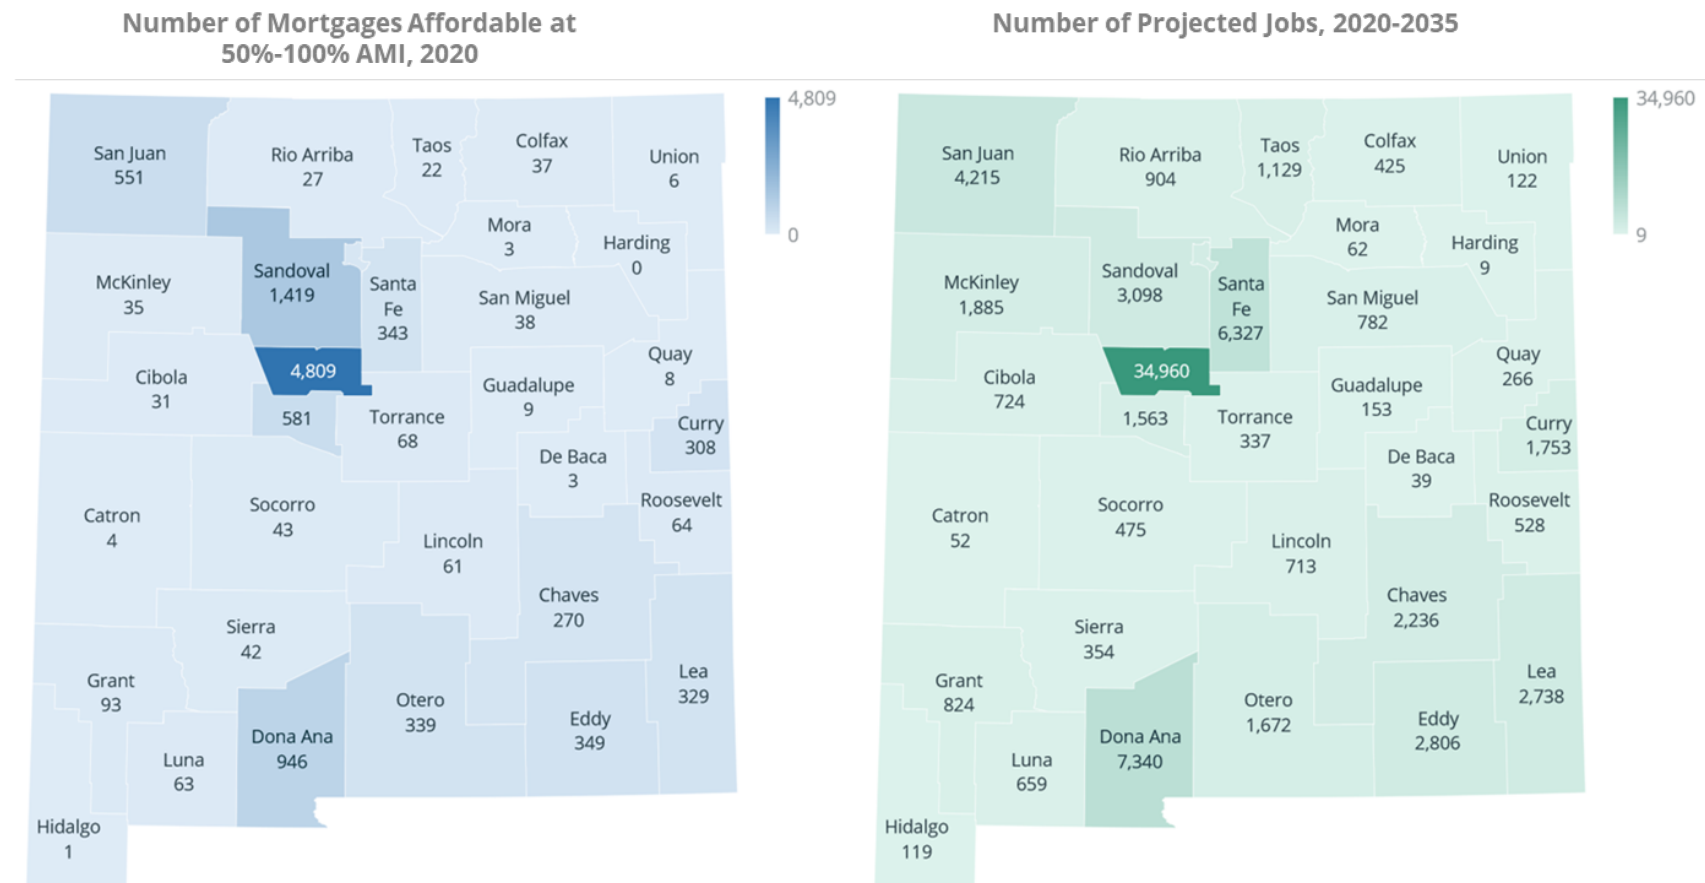 Number of Mortgages Affordable at
50%-100% AMI, 2020
4,809
0
San Juan
551
Rio Arriba
27
Taos
22
Colfax
37
Union
6
Mora
3
Harding
0
Sandoval
1,419
McKinley
35
Santa
Fe
343
San Miguel
38
Quay
8
4,809
Cibola
31
Guadalupe
9
581
Torrance
68
Curry
308
De Baca
3
Roosevelt
64
Catron
4
Socorro
43
Lincoln
61
Chaves
270
Sierra
42
Grant
93
Otero
339
Lea
329
Eddy
349
Dona Ana
946
Luna
63
Hidalgo
1
Number of Projected Jobs, 2020-2035
34,960
9
San Juan
4,215
Rio Arriba
904
Taos
1,129
Colfax
425
Union
122
Mora
62
Harding
9
Sandoval
3,098
McKinley
1,885
Santa
Fe
6,327
San Miguel
782
Quay
266
34,960
Cibola
724
Guadalupe
153
1,563
Torrance
337
Curry
1,753
De Baca
39
Roosevelt
528
Catron
52
Socorro
475
Lincoln
713
Chaves
2,236
Sierra
354
Grant
824
Otero
1,672
Lea
2,738
Eddy
2,806
Dona Ana
7,340
Luna
659
Hidalgo
119